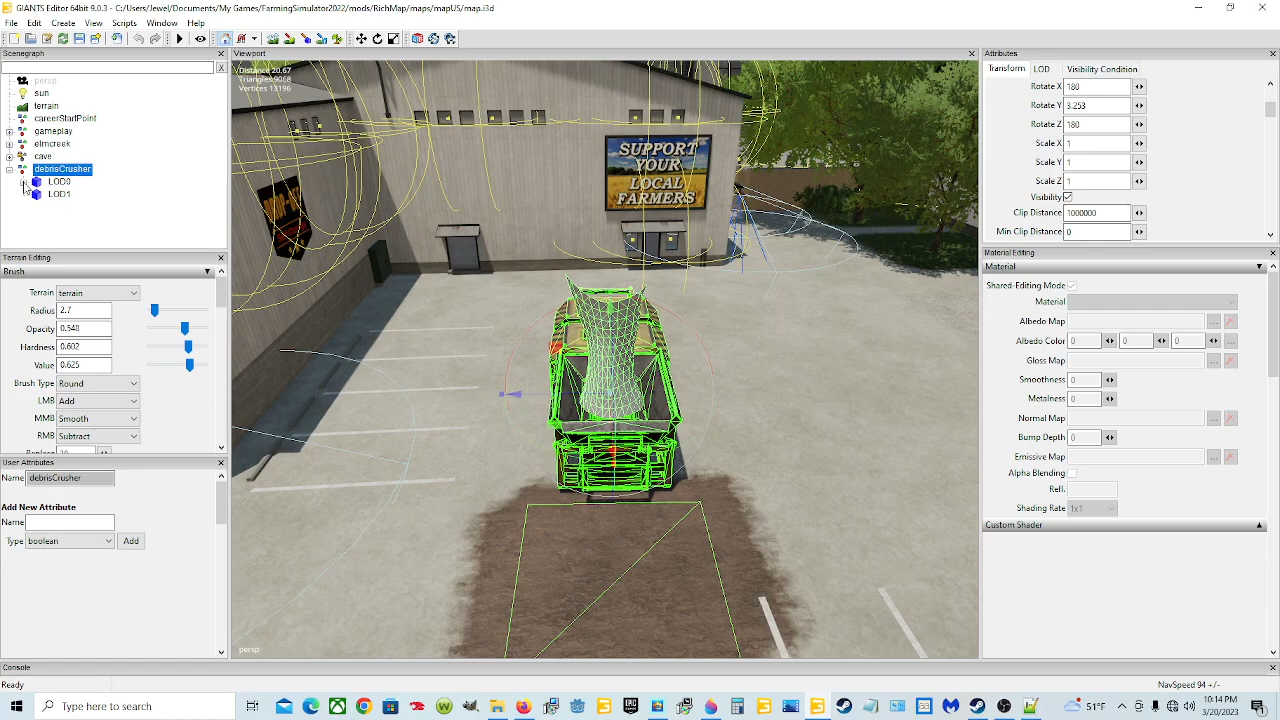 GIANTS Editor 64bit 9.0.3 - C:/Users/Jewel/Documents/My Games/FarmingSimulator2022/mods/RichMap/maps/mapUS/map.i3d
File Edit Create View Scripts Window Help
Scenegraph
X
persp
sun
terrain
careerStartPoint
gameplay
elmcreek
cave
debrisCrusher
LOD0
LOD1
Terrain Editing
Brush
Terrain: terrain
Radius 2.7
Opacity 0.548
Hardness 0.602
Value 0.625
Brush Type Round
LMB Add
MMB Smooth
RMB Subtract
User Attributes
Name debrisCrusher
Add New Attribute
Name
Type boolean Add
Viewport
Distance 20.67
Triangles 9068
Vertices 13196
SUPPORT
YOUR
LOCAL
FARMERS
persp
Attributes
Transform LOD Visibility Condition
Rotate X 180
Rotate Y 3.253
Rotate Z 180
Scale X 1
Scale Y 1
Scale Z 1
Visibility
Clip Distance 1000000
Min Clip Distance 0
Material Editing
Material
Shared-Editing Mode
Material
Albedo Map ...
Albedo Color 0 0 0 ...
Gloss Map ...
Smoothness 0
Metalness 0
Normal Map ...
Bump Depth 0
Emissive Map ...
Alpha Blending
Refl.
Shading Rate 1x1
Custom Shader
Console
Ready
NavSpeed 94 +/-
Type here to search
51°F
10:14 PM
3/20/2023